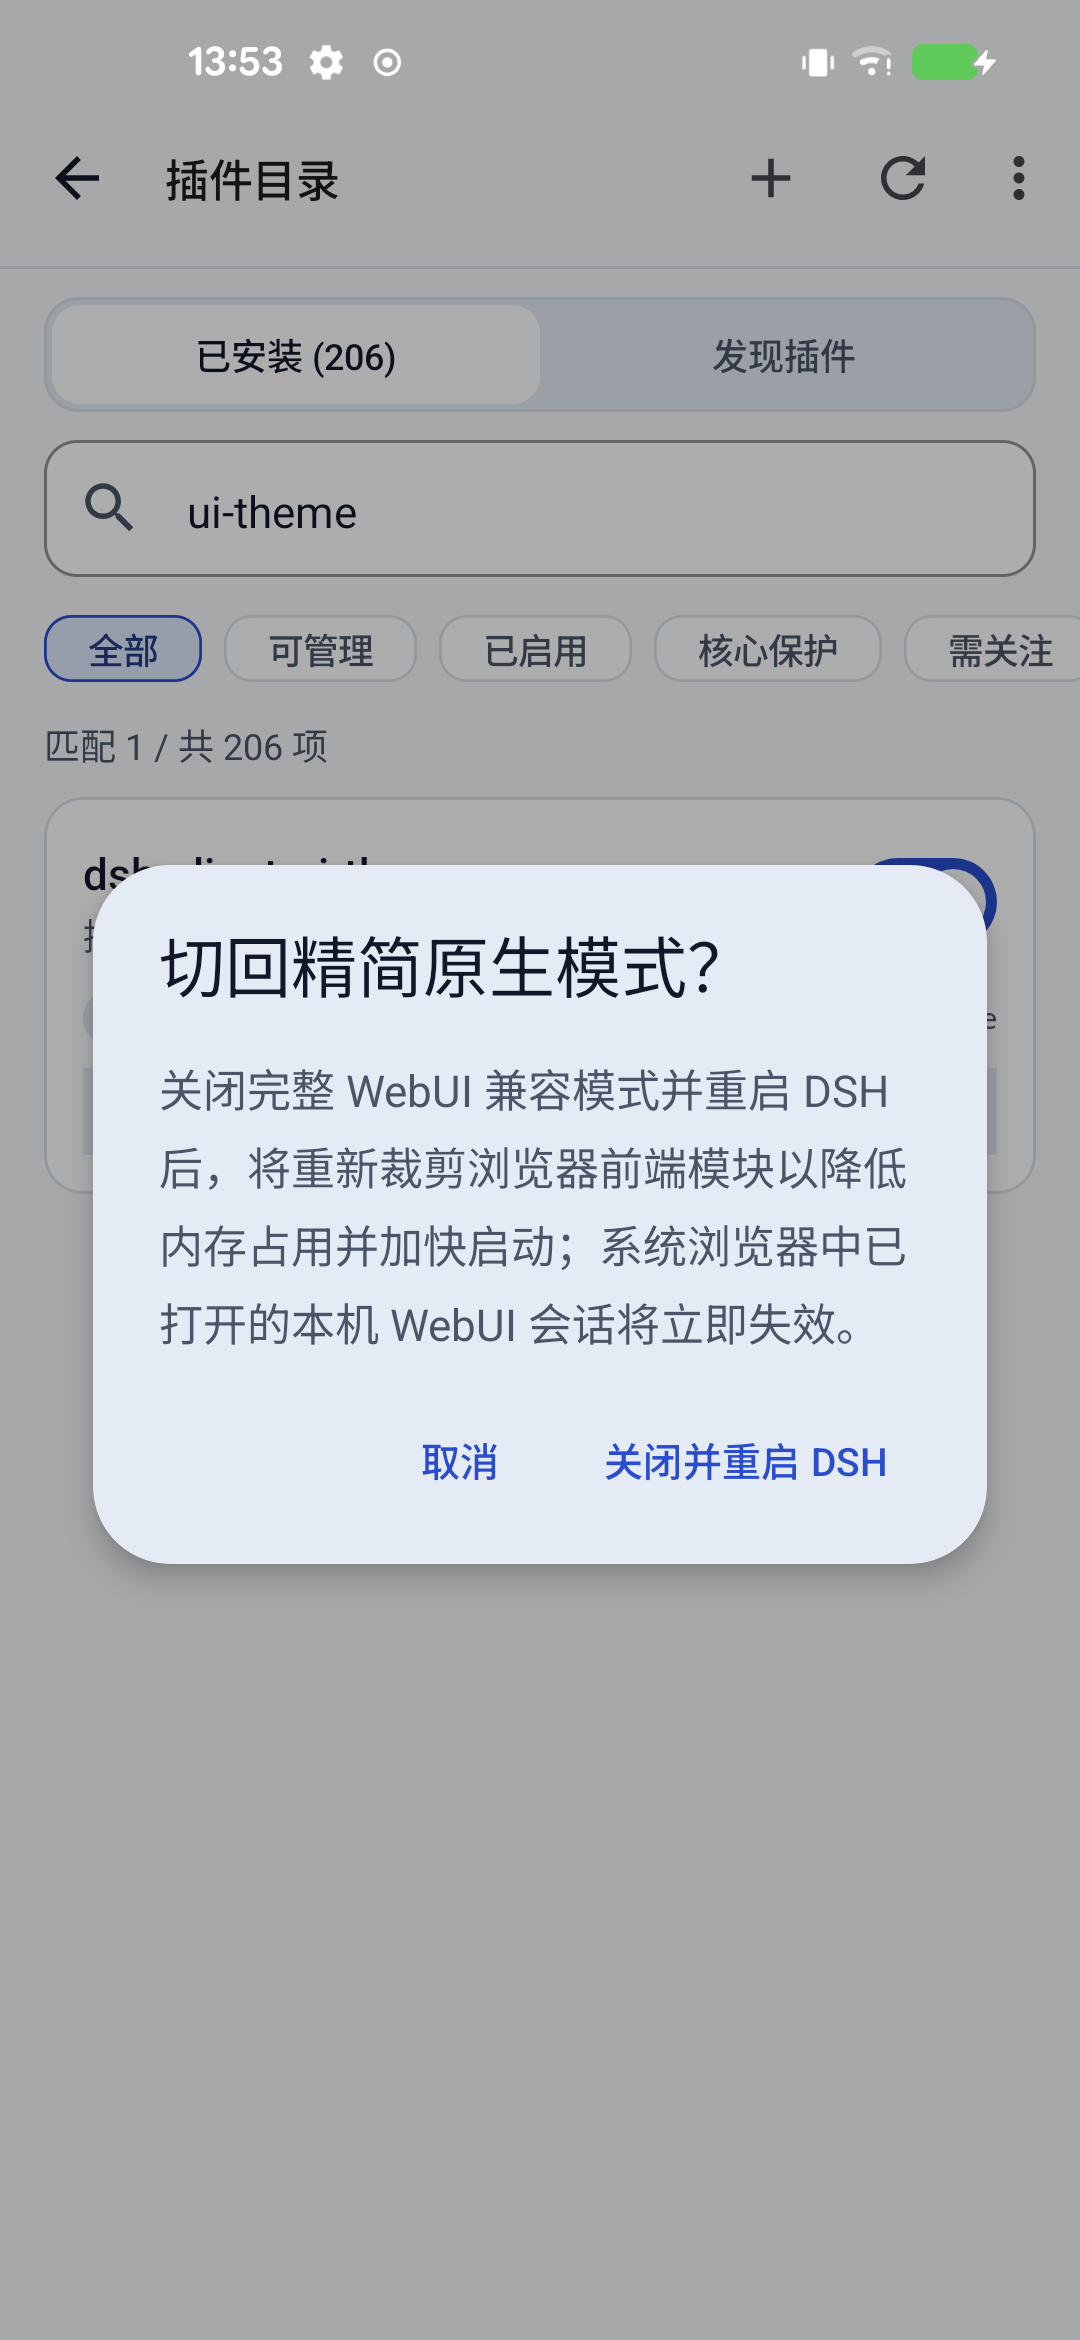 13:53
插件目录
已安装 (206)
发现插件
ui-theme
全部
可管理
已启用
核心保护
需关注
匹配 1 / 共 206 项
切回精简原生模式？
关闭完整 WebUI 兼容模式并重启 DSH
后，将重新裁剪浏览器前端模块以降低
内存占用并加快启动；系统浏览器中已
打开的本机 WebUI 会话将立即失效。
取消
关闭并重启 DSH